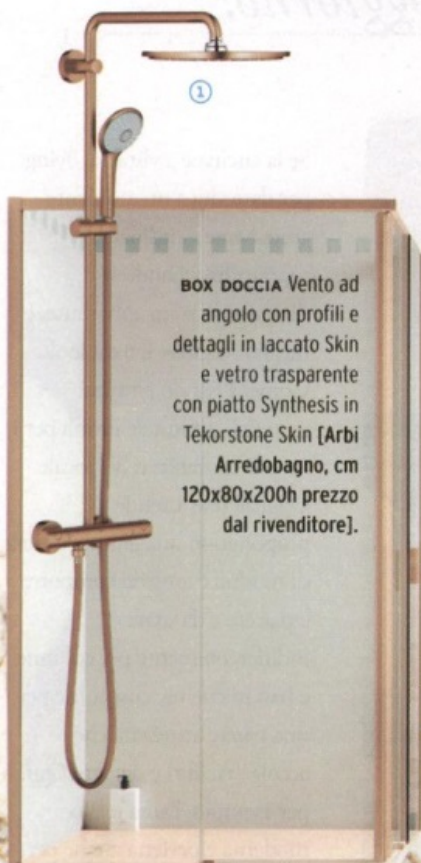 ①
BOX DOCCIA Vento ad
angolo con profili e
dettagli in laccato Skin
e vetro trasparente
con piatto Synthesis in
Tekorstone Skin [Arbi
Arredobagno, cm
120x80x200h prezzo
dal rivenditore].